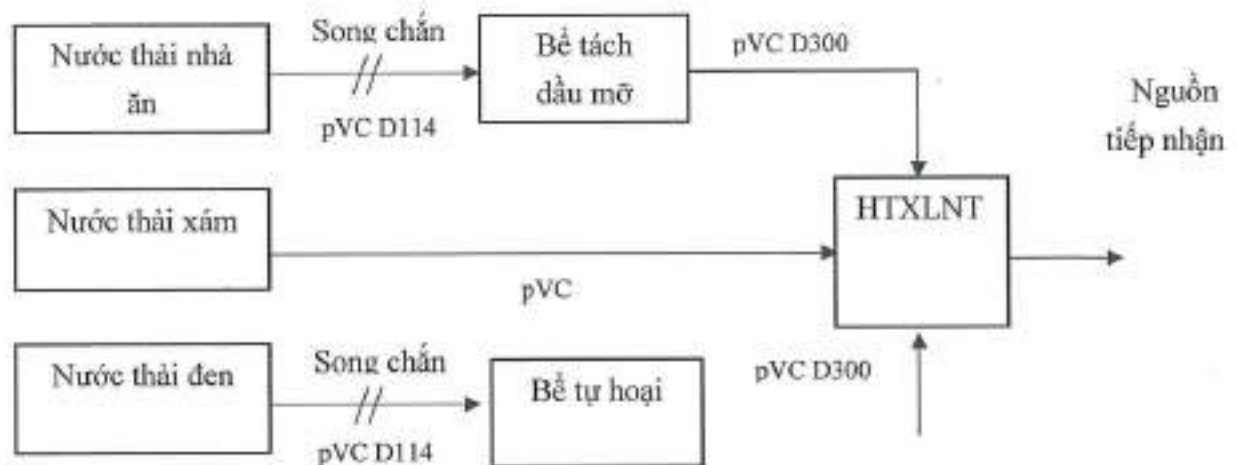 Nước thải nhà
ăn
Song chắn
pVC D114
Bể tách
dầu mỡ
pVC D300
Nguồn
tiếp nhận
Nước thải xám
pVC
HTXLNT
Nước thải đen
Song chắn
pVC D114
Bể tự hoại
pVC D300